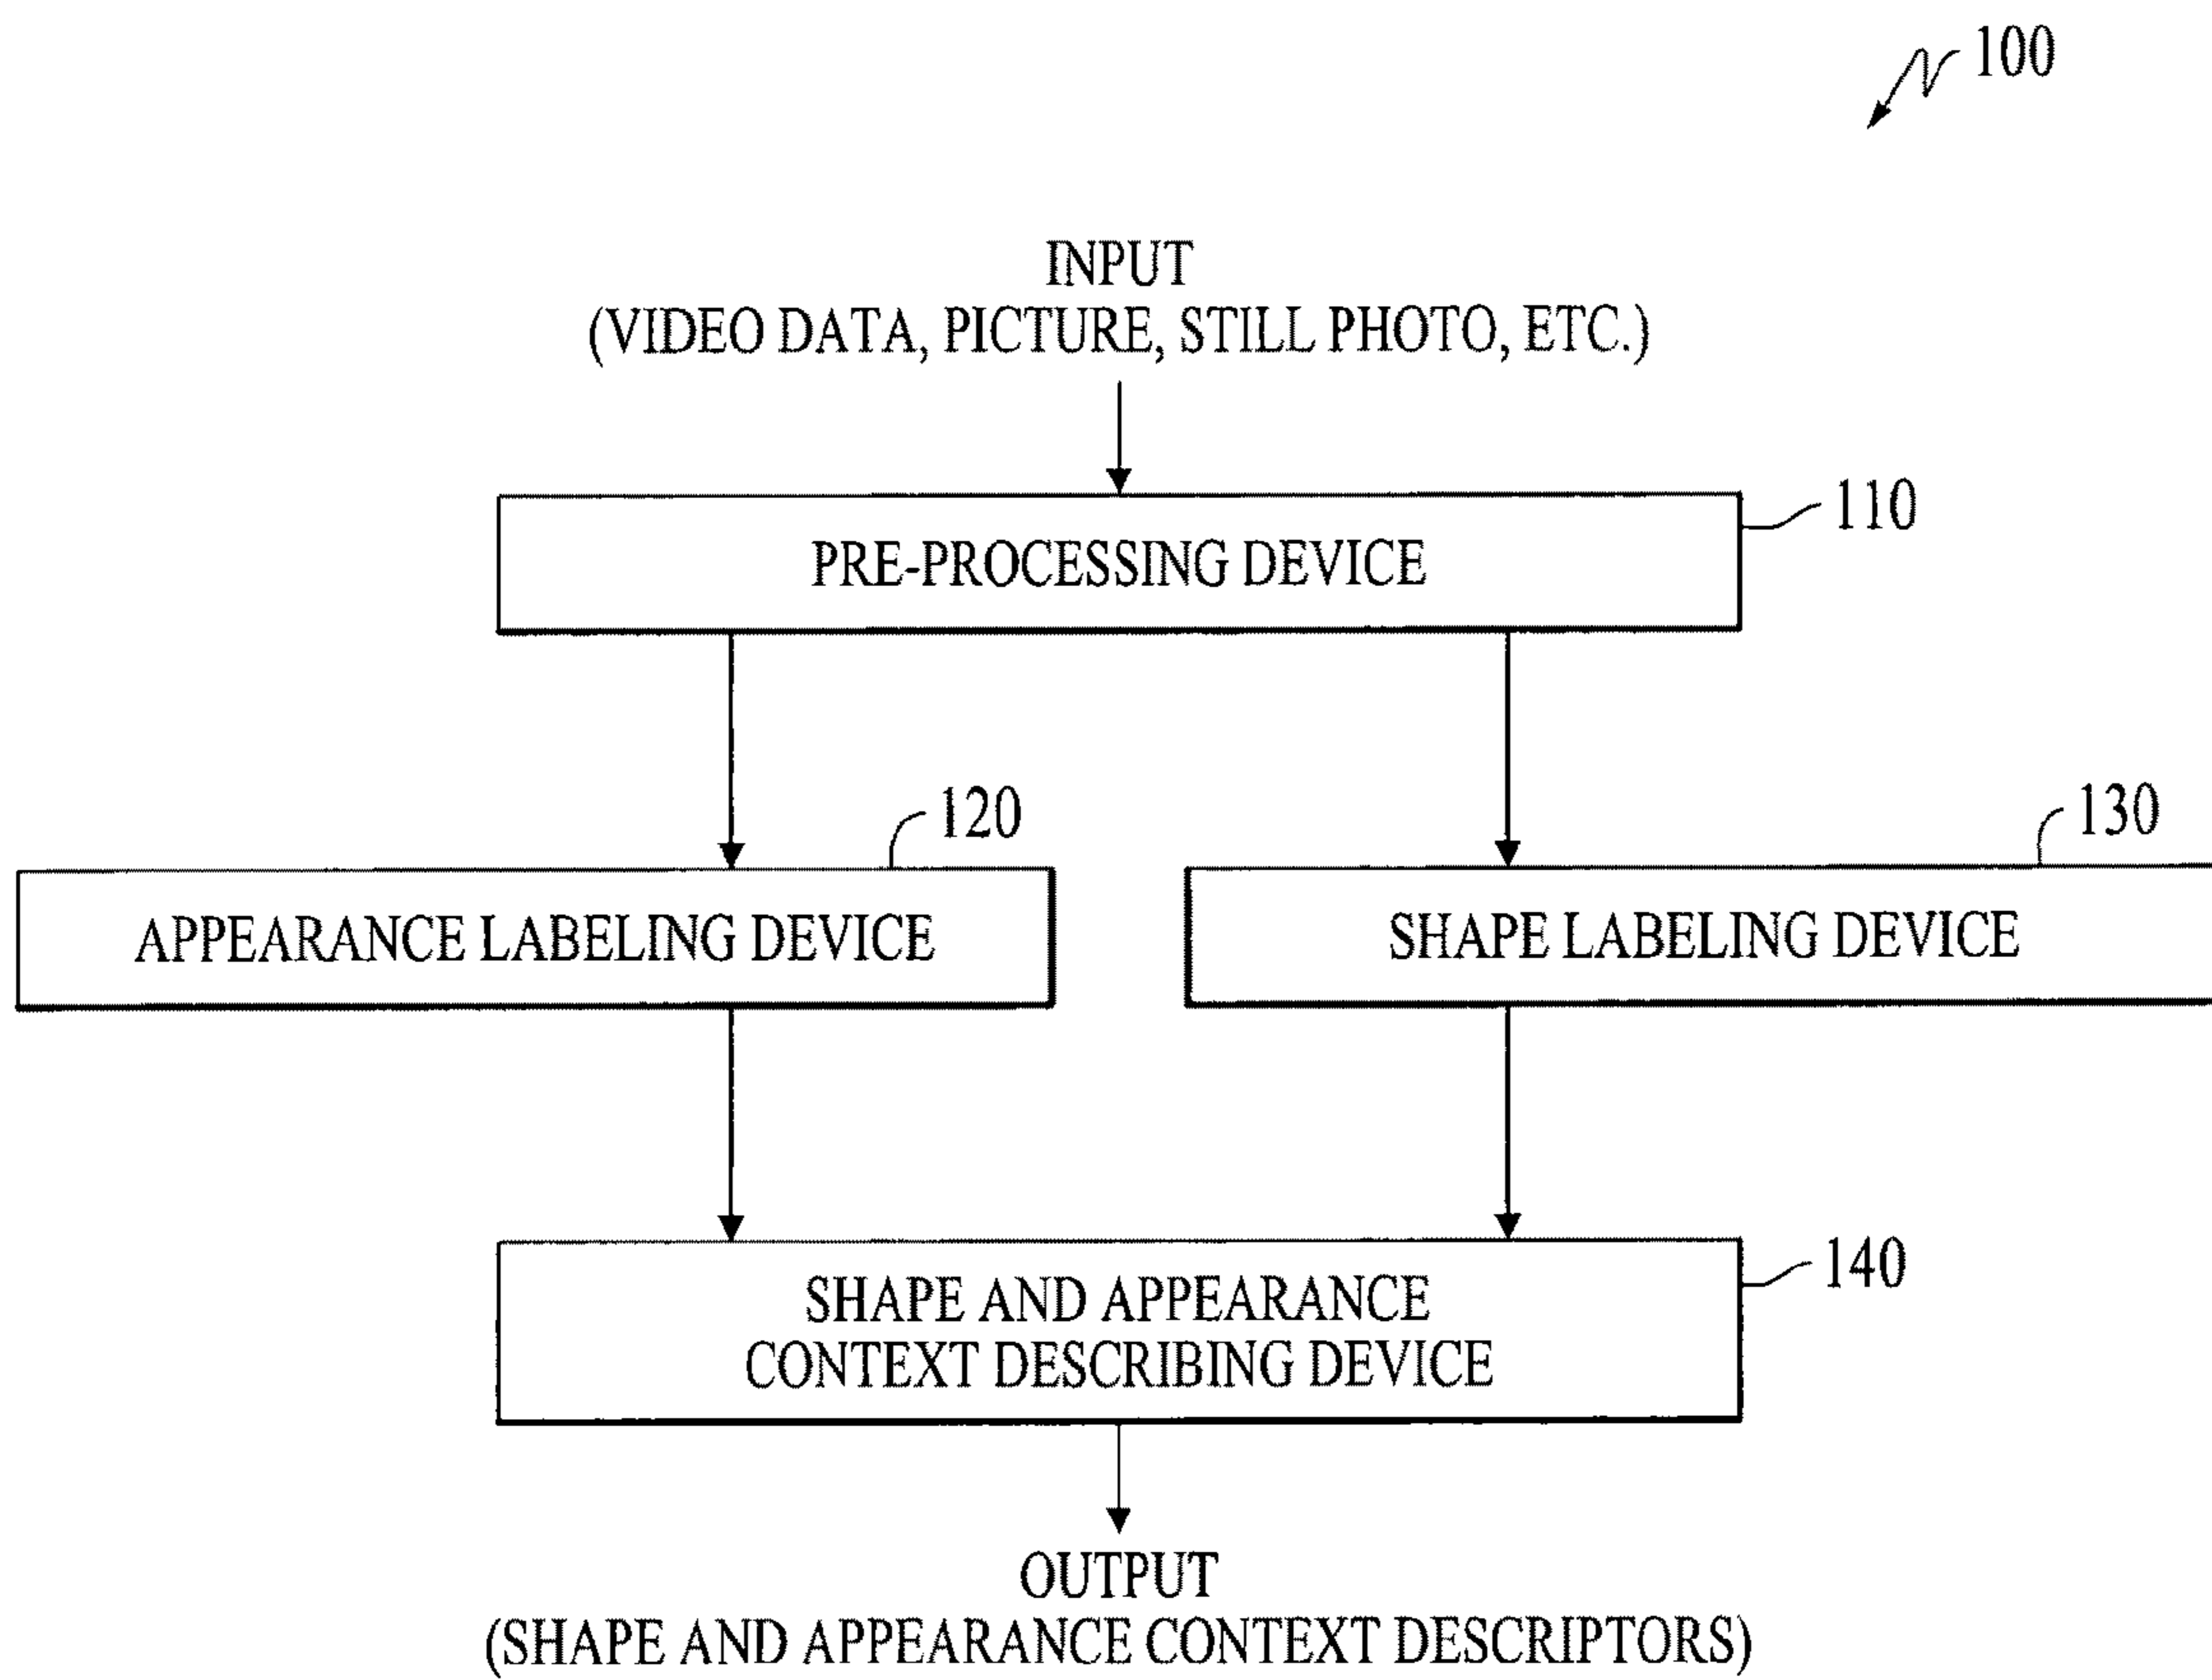 100
INPUT
(VIDEO DATA, PICTURE, STILL PHOTO, ETC.)
110
PRE-PROCESSING DEVICE
120
130
APPEARANCE LABELING DEVICE
SHAPE LABELING DEVICE
140
SHAPE AND APPEARANCE
CONTEXT DESCRIBING DEVICE
OUTPUT
(SHAPE AND APPEARANCE CONTEXT DESCRIPTORS)